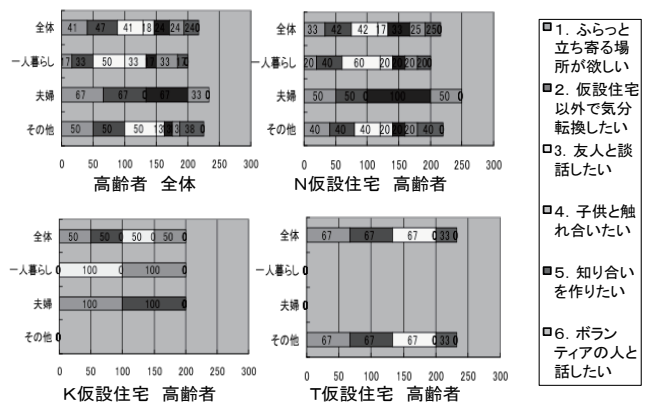 全体
41 47 41 18 24 24 0
一人暮らし
17 33 50 33 33 17 0
夫婦
67 67 0 67 33 0
その他
50 50 50 13 13 38 0
0 50 100 150 200 250 300
高齢者 全体
全体
33 42 42 17 33 25 250
一人暮らし
20 40 60 20 20 20 200
夫婦
50 50 0 100 50 0
その他
40 40 40 20 20 40 20 0
0 50 100 150 200 250 300
N仮設住宅 高齢者
全体
50 50 0 50 0 50 0
一人暮らし
0 100 0 100 0
夫婦
100 100 0
その他
0
0 50 100 150 200 250 300
K仮設住宅 高齢者
全体
67 67 67 0 33 0
一人暮らし
0
夫婦
0
その他
67 67 67 0 33 0
0 50 100 150 200 250 300
T仮設住宅 高齢者
1. ふらっと
立ち寄る場
所が欲しい
2. 仮設住宅
以外で気分
転換したい
3. 友人と談
話したい
4. 子供と触
れ合いたい
5. 知り合い
を作りたい
6. ボラン
ティアの人と
話したい